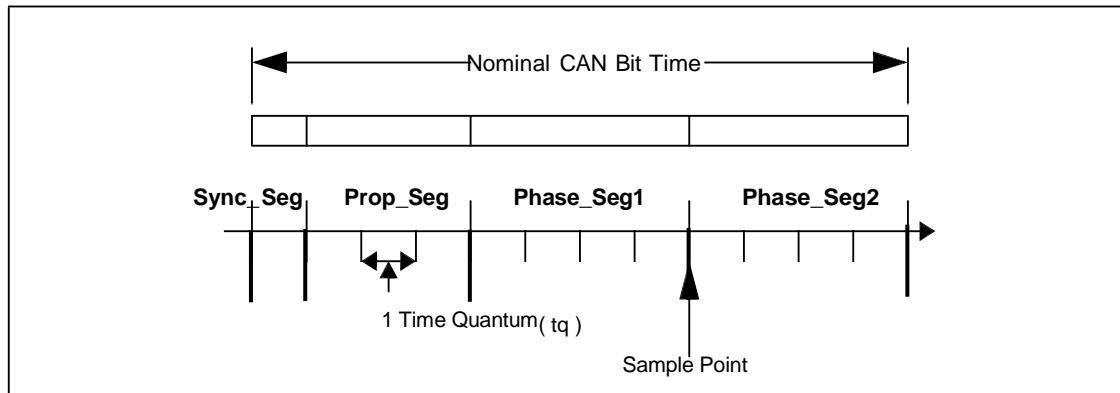 Nominal CAN Bit Time
Sync_Seg Prop_Seg Phase_Seg1 Phase_Seg2
1 Time Quantum( tq )
Sample Point